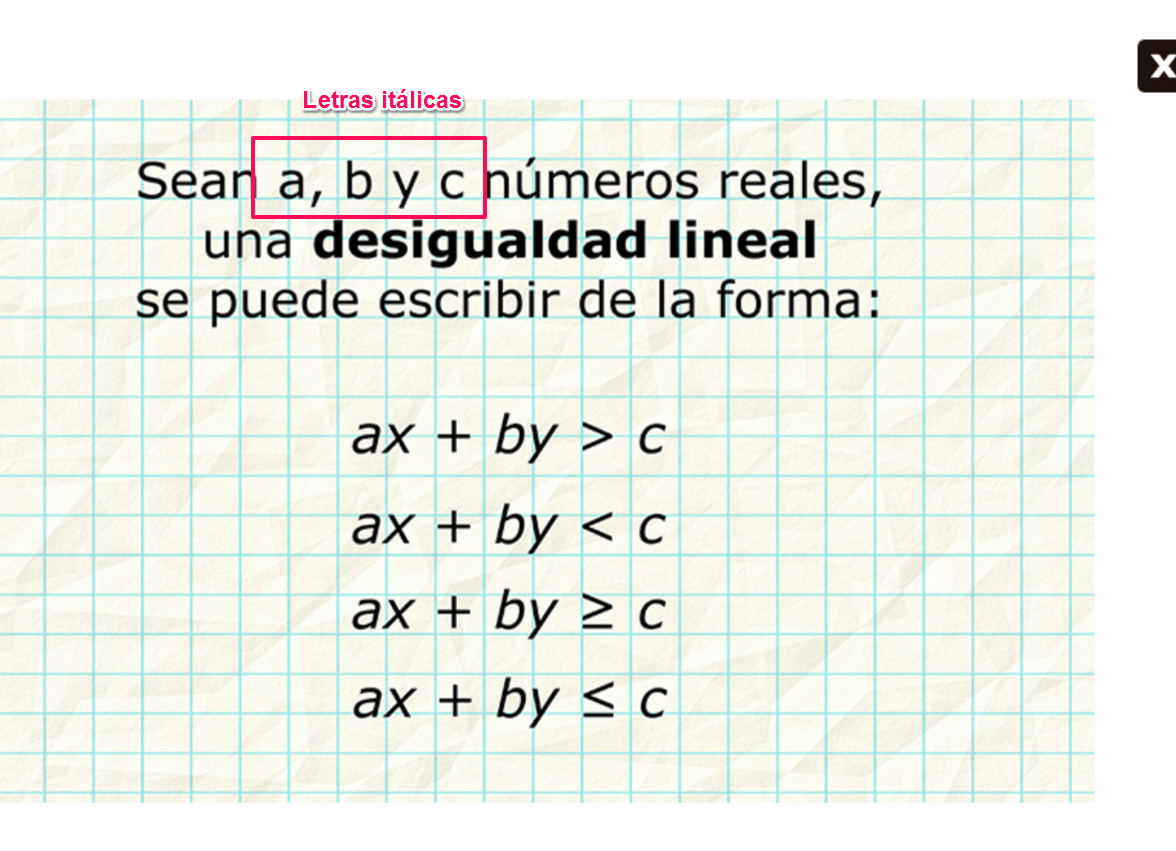 X
Letras itálicas
Sean a, b y c números reales,
una desigualdad lineal
se puede escribir de la forma:
ax + by > c
ax + by < c
ax + by ≥ c
ax + by ≤ c